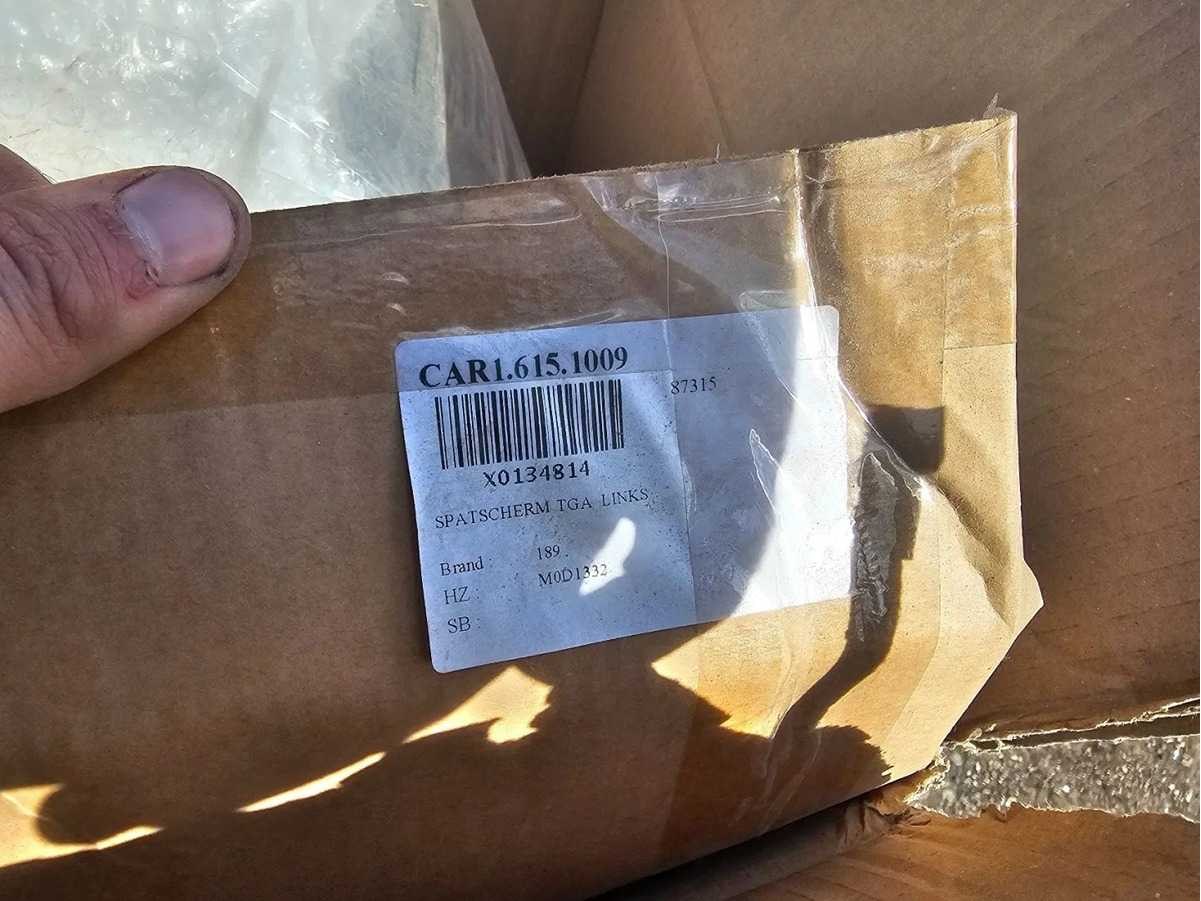 CAR1.615.1009
87315
X0134814
SPATSCHERM TGA LINKS
Brand : 189 .
HZ : M0D1332
SB :